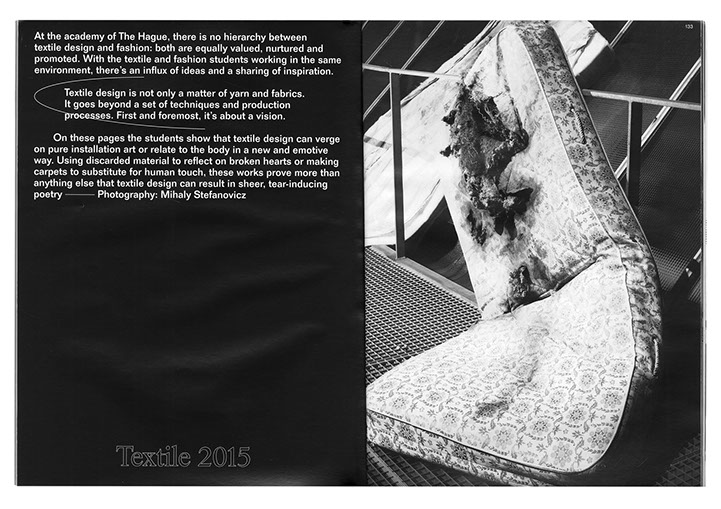 At the academy of The Hague, there is no hierarchy between
textile design and fashion: both are equally valued, nurtured and
promoted. With the textile and fashion students working in the same
environment, there's an influx of ideas and a sharing of inspiration.
Textile design is not only a matter of yarn and fabrics.
It goes beyond a set of techniques and production
processes. First and foremost, it's about a vision.
On these pages the students show that textile design can verge
on pure installation art or relate to the body in a new and emotive
way. Using discarded material to reflect on broken hearts or making
carpets to substitute for human touch, these works prove more than
anything else that textile design can result in sheer, tear-inducing
poetry —— Photography: Mihaly Stefanovicz
Textile 2015
133